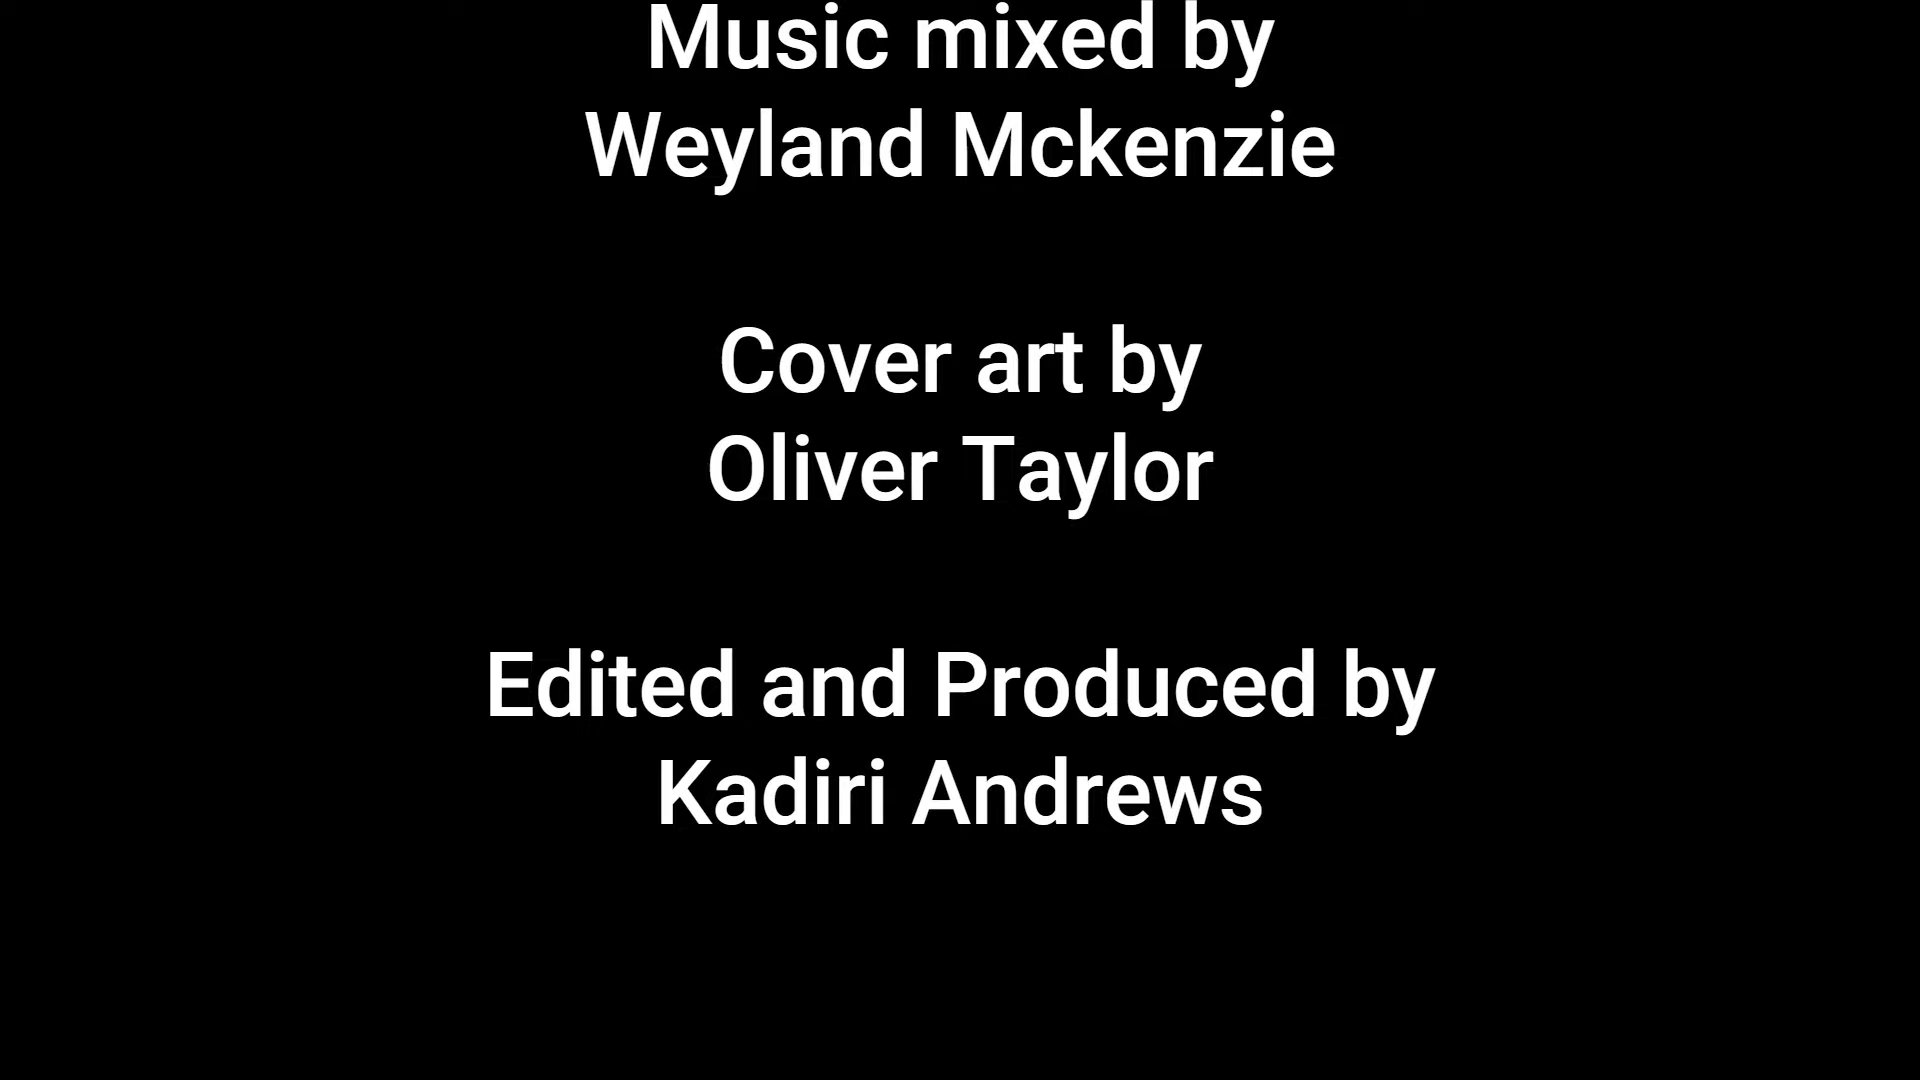 Music mixed by
Weyland Mckenzie
Cover art by
Oliver Taylor
Edited and Produced by
Kadiri Andrews